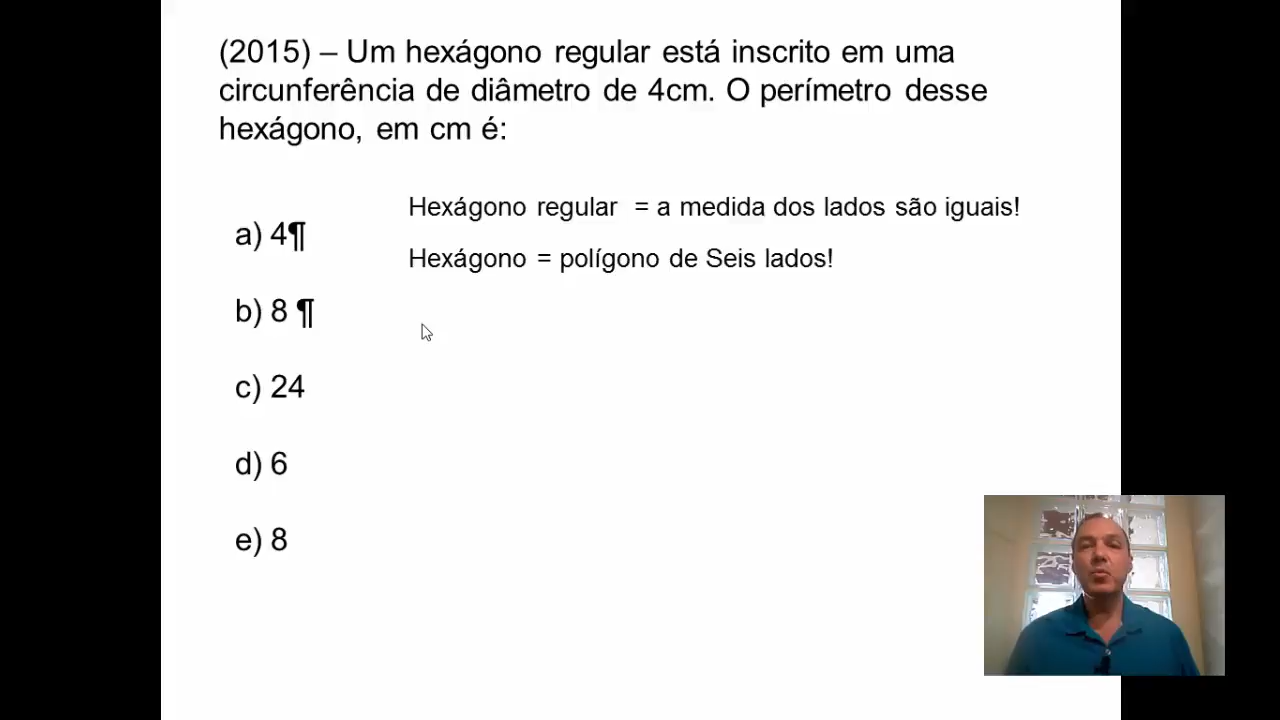 (2015) – Um hexágono regular está inscrito em uma
circunferência de diâmetro de 4cm. O perímetro desse
hexágono, em cm é:
Hexágono regular = a medida dos lados são iguais!
a) 4¶
Hexágono = polígono de Seis lados!
b) 8 ¶
c) 24
d) 6
e) 8